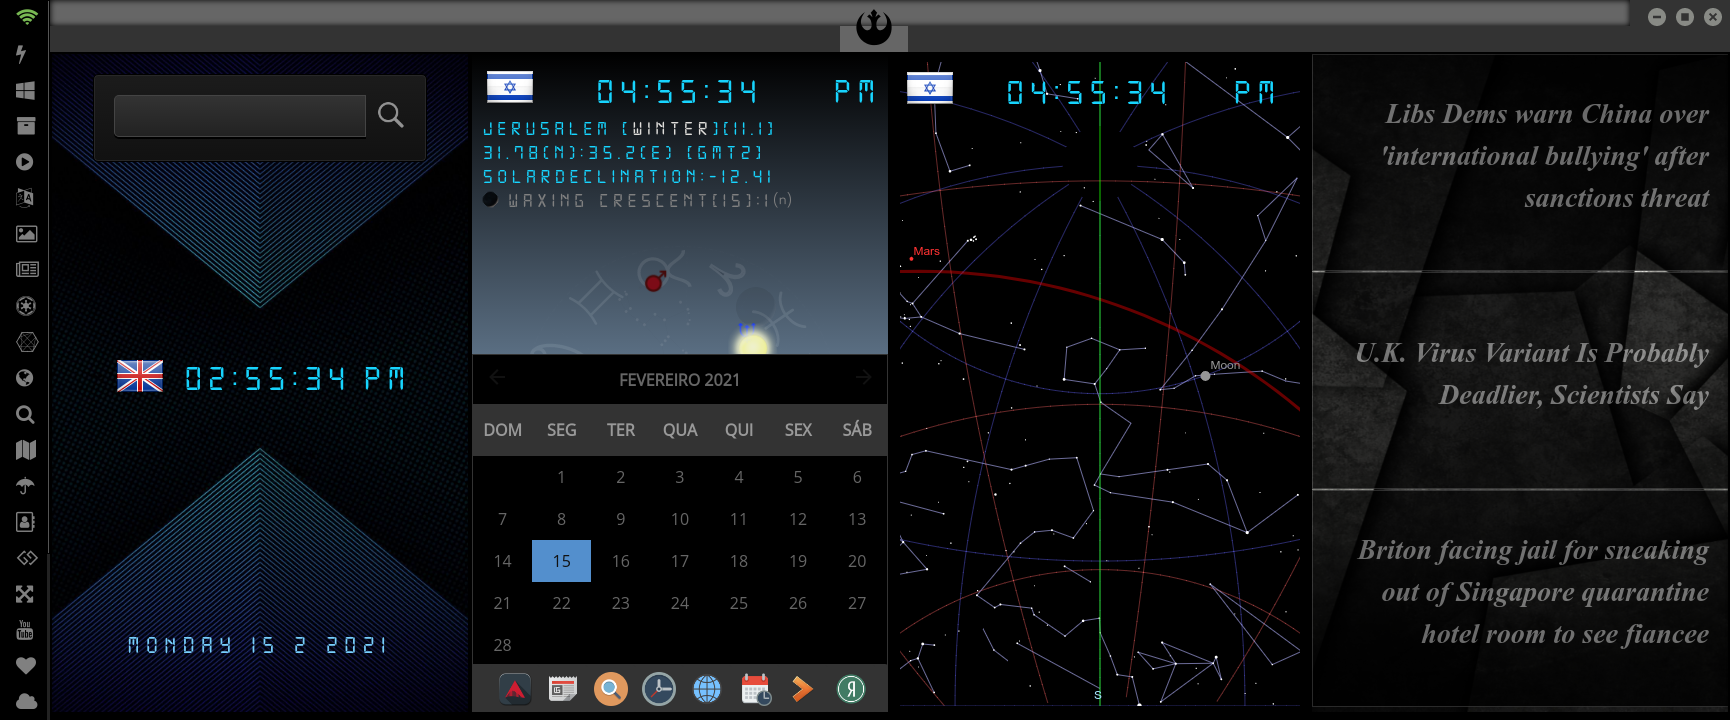 02:55:34 PM
MONDAY 15 2 2021
04:55:34 PM
JERUSALEM [WINTER][11.1]
31.78(N):35.2(E) [GMT2]
SOLARDECLINATION:-12.41
WAXING CRESCENT[15]:1(n)
FEVEREIRO 2021
DOM SEG TER QUA QUI SEX SÁB
1 2 3 4 5 6
7 8 9 10 11 12 13
14 15 16 17 18 19 20
21 22 23 24 25 26 27
28
04:55:34 PM
Mars
Moon
S
Libs Dems warn China over
'international bullying' after
sanctions threat
U.K. Virus Variant Is Probably
Deadlier, Scientists Say
Briton facing jail for sneaking
out of Singapore quarantine
hotel room to see fiancee
You
Tube
Я